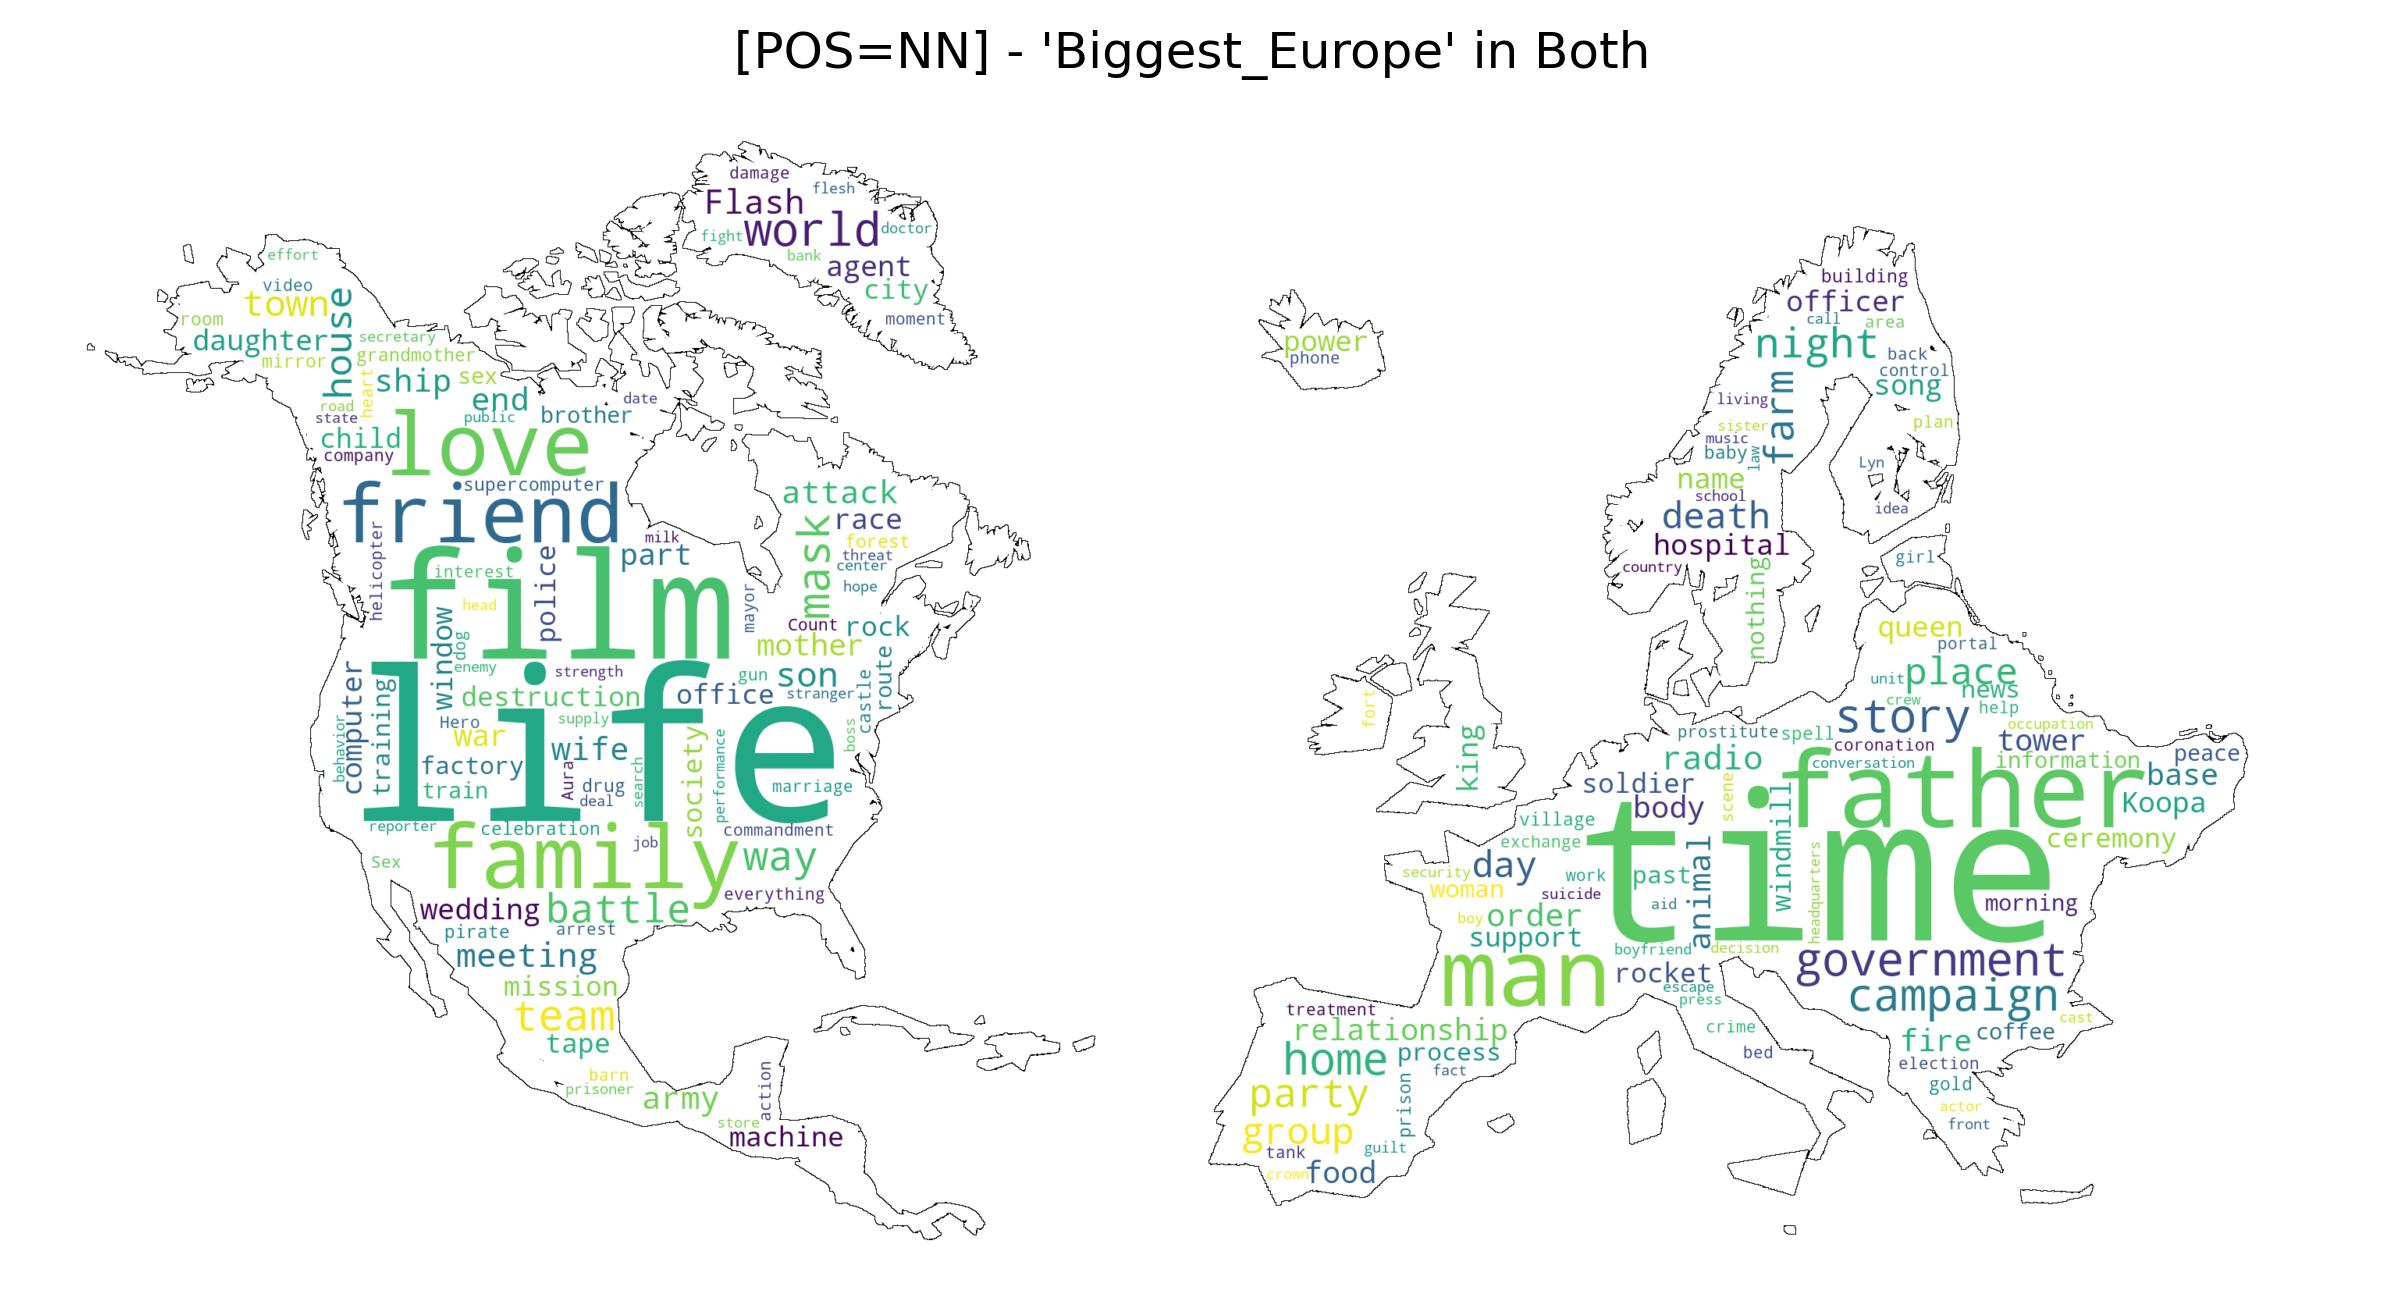 [POS=NN] - 'Biggest_Europe' in Both
damage
flesh
Flash
world
doctor
fight
bank
agent
city
moment
effort
video
town
house
room
daughter
mirror
secretary
grandmother
heart
ship
sex
end
date
road
state
public
brother
child
company
love
supercomputer
friend
attack
mask
race
forest
threat
center
hope
milk
part
police
helicopter
film
interest
head
mayor
Count
rock
mother
window
dog
enemy
strength
gun
son
route
castle
stranger
office
destruction
computer
training
behavior
Hero
supply
war
life
wife
society
performance
boss
factory
train
Aura
drug
deal
search
marriage
reporter
celebration
commandment
job
Sex
family
way
everything
wedding
battle
pirate
arrest
meeting
mission
team
tape
barn
prisoner
army
action
store
machine
power
phone
building
officer
call
area
night
back
control
song
farm
living
sister
music
baby
law
plan
Lyn
idea
name
school
death
hospital
country
nothing
girl
queen
portal
unit
place
news
crew
help
story
occupation
prostitute
spell
coronation
tower
information
peace
radio
conversation
father
base
Koopa
soldier
body
scene
windmill
fort
king
village
exchange
time
ceremony
animal
headquarters
day
security
woman
work
past
suicide
aid
morning
boy
order
support
boyfriend
decision
man
rocket
escape
press
government
campaign
cast
treatment
relationship
home
process
fact
crime
bed
fire
coffee
election
gold
actor
front
party
prison
group
tank
guilt
crown
food